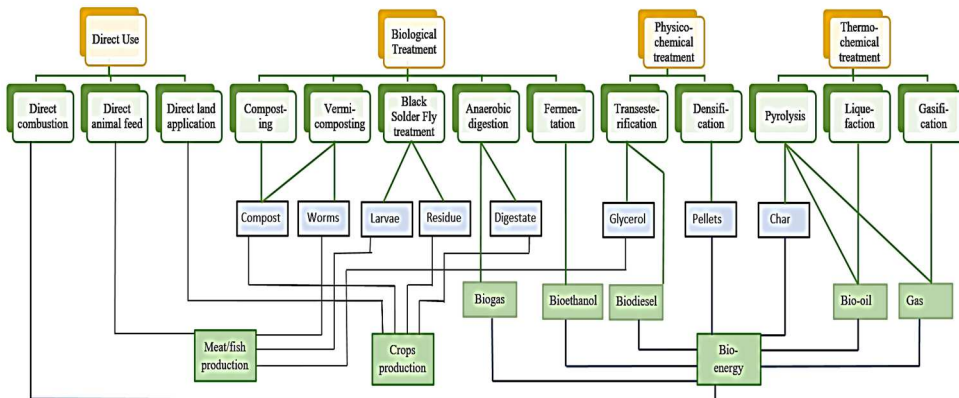 Direct Use
Biological
Treatment
Physico-
chemical
treatment
Thermo-
chemical
treatment
Direct
combustion
Direct
animal feed
Direct land
application
Compost-
ing
Vermi-
composting
Black
Solder Fly
treatment
Anaerobic
digestion
Fermen-
tation
Transeste-
rification
Densifi-
cation
Pyrolysis
Lique-
faction
Gasifi-
cation
Compost
Worms
Larvae
Residue
Digestate
Glycerol
Pellets
Char
Biogas
Bioethanol
Biodiesel
Bio-oil
Gas
Meat/fish
production
Crops
production
Bio-
energy